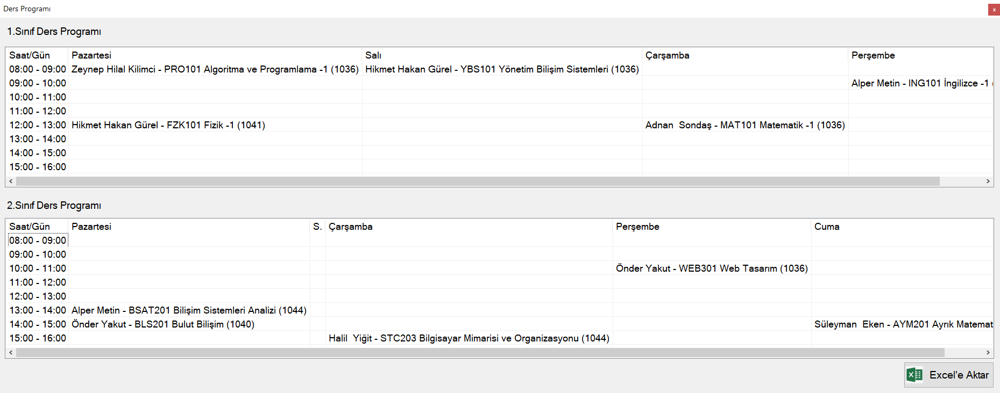 Ders Programı
x
1.Sınıf Ders Programı
Saat/Gün Pazartesi Salı Çarşamba Perşembe
08:00 - 09:00 Zeynep Hilal Kilimci - PRO101 Algoritma ve Programlama -1 (1036) Hikmet Hakan Gürel - YBS101 Yönetim Bilişim Sistemleri (1036)
09:00 - 10:00 Alper Metin - ING101 İngilizce -1 (
10:00 - 11:00
11:00 - 12:00
12:00 - 13:00 Hikmet Hakan Gürel - FZK101 Fizik -1 (1041) Adnan  Sondaş - MAT101 Matematik -1 (1036)
13:00 - 14:00
14:00 - 15:00
15:00 - 16:00
2.Sınıf Ders Programı
Saat/Gün Pazartesi S. Çarşamba Perşembe Cuma
08:00 - 09:00
09:00 - 10:00
10:00 - 11:00 Önder Yakut - WEB301 Web Tasarım (1036)
11:00 - 12:00
12:00 - 13:00
13:00 - 14:00 Alper Metin - BSAT201 Bilişim Sistemleri Analizi (1044)
14:00 - 15:00 Önder Yakut - BLS201 Bulut Bilişim (1040) Süleyman  Eken - AYM201 Ayrık Matemat
15:00 - 16:00 Halil  Yiğit - STC203 Bilgisayar Mimarisi ve Organizasyonu (1044)
Excel'e Aktar